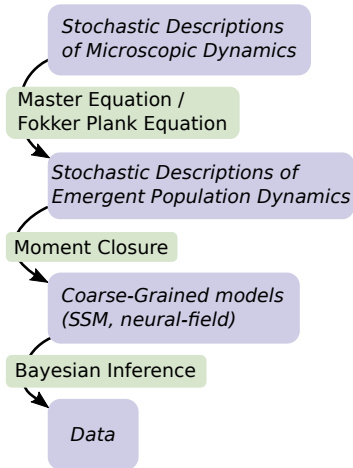 Stochastic Descriptions
of Microscopic Dynamics
Master Equation /
Fokker Plank Equation
Stochastic Descriptions of
Emergent Population Dynamics
Moment Closure
Coarse-Grained models
(SSM, neural-field)
Bayesian Inference
Data